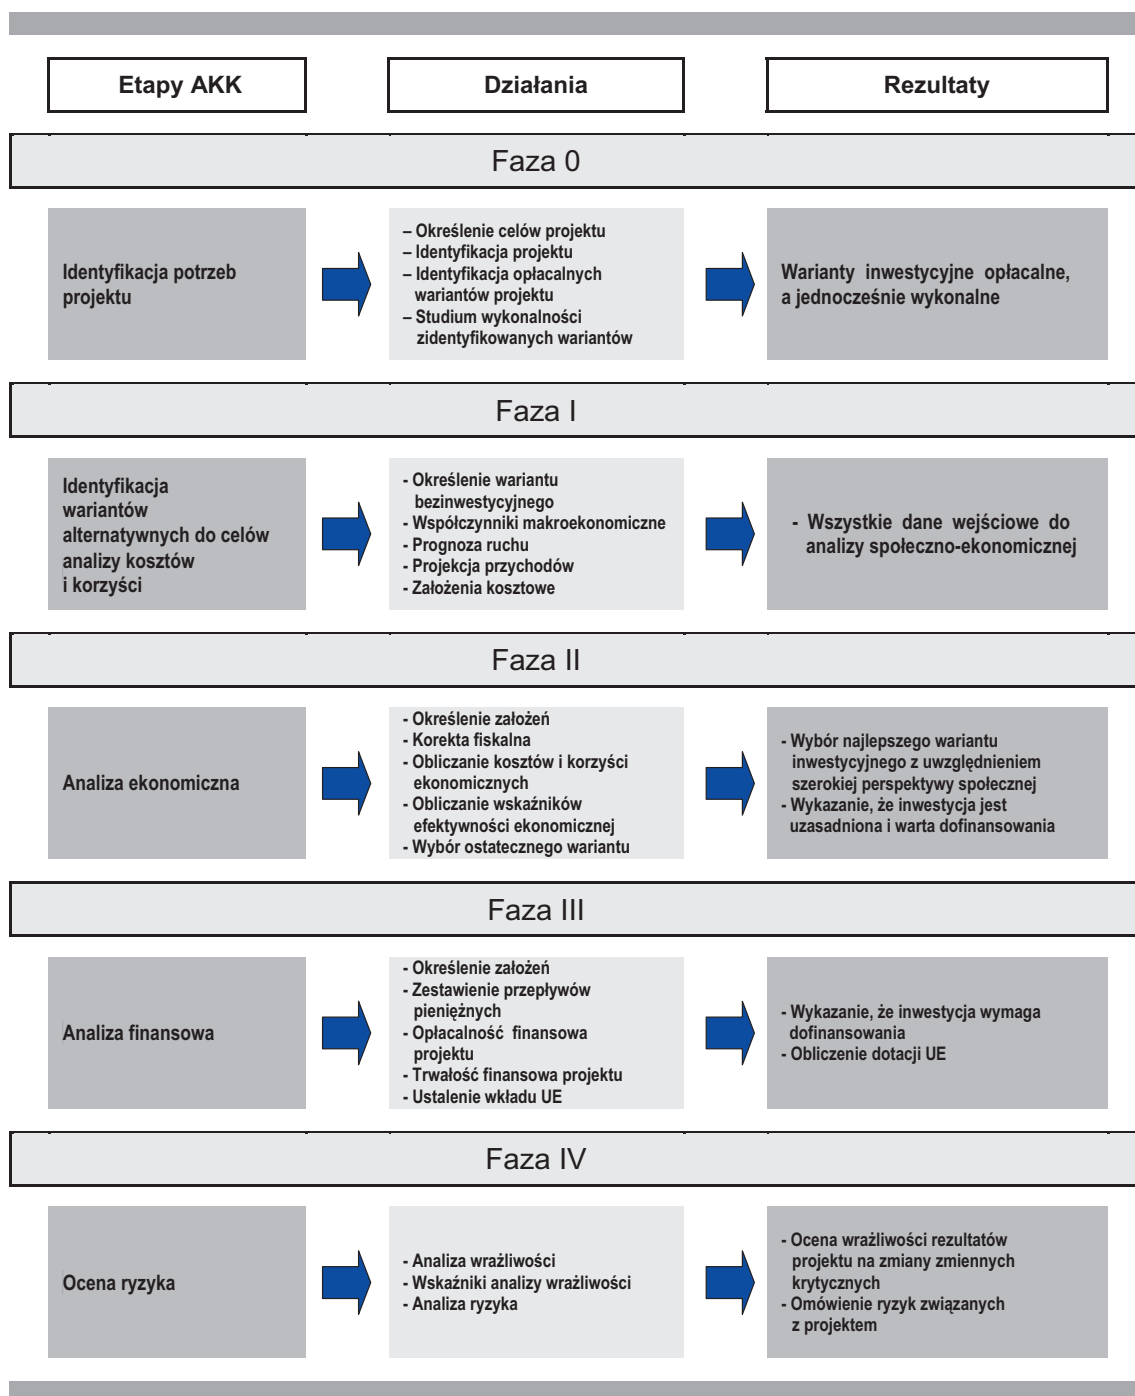 Etapy AKK
Działania
Rezultaty
Faza 0
Identyfikacja potrzeb
projektu
– Określenie celów projektu
– Identyfikacja projektu
– Identyfikacja opłacalnych
wariantów projektu
– Studium wykonalności
zidentyfikowanych wariantów
Warianty inwestycyjne opłacalne,
a jednocześnie wykonalne
Faza I
Identyfikacja
wariantów
alternatywnych do celów
analizy kosztów
i korzyści
- Określenie wariantu
bezinwestycyjnego
- Współczynniki makroekonomiczne
- Prognoza ruchu
- Projekcja przychodów
- Założenia kosztowe
- Wszystkie dane wejściowe do
analizy społeczno-ekonomicznej
Faza II
Analiza ekonomiczna
- Określenie założeń
- Korekta fiskalna
- Obliczanie kosztów i korzyści
ekonomicznych
- Obliczanie wskaźników
efektywności ekonomicznej
- Wybór ostatecznego wariantu
- Wybór najlepszego wariantu
inwestycyjnego z uwzględnieniem
szerokiej perspektywy społecznej
- Wykazanie, że inwestycja jest
uzasadniona i warta dofinansowania
Faza III
Analiza finansowa
- Określenie założeń
- Zestawienie przepływów
pieniężnych
- Opłacalność finansowa
projektu
- Trwałość finansowa projektu
- Ustalenie wkładu UE
- Wykazanie, że inwestycja wymaga
dofinansowania
- Obliczenie dotacji UE
Faza IV
Ocena ryzyka
- Analiza wrażliwości
- Wskaźniki analizy wrażliwości
- Analiza ryzyka
- Ocena wrażliwości rezultatów
projektu na zmiany zmiennych
krytycznych
- Omówienie ryzyk związanych
z projektem